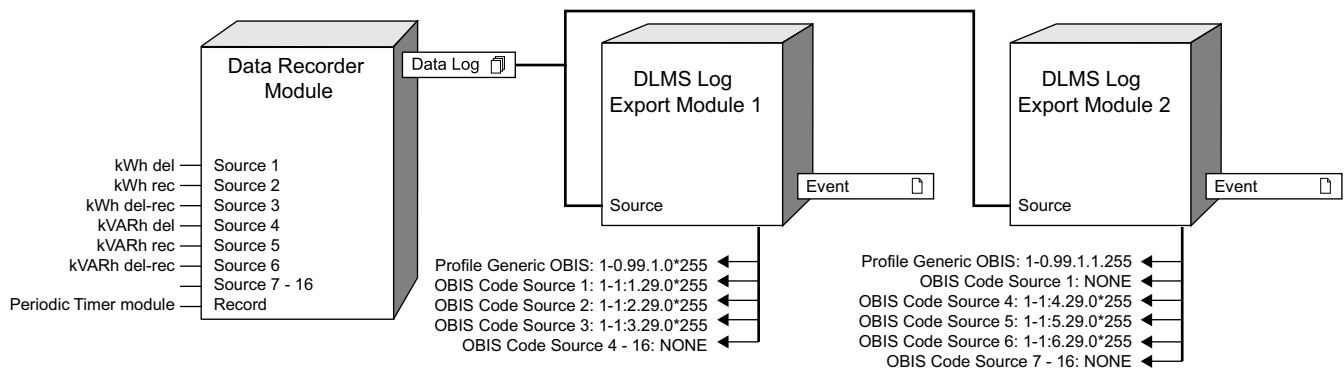 Data Recorder
Module
Data Log
kWh del
Source 1
kWh rec
Source 2
kWh del-rec
Source 3
kVARh del
Source 4
kVARh rec
Source 5
kVARh del-rec
Source 6
Source 7 - 16
Periodic Timer module
Record
DLMS Log
Export Module 1
Event
Source
Profile Generic OBIS: 1-0.99.1.0*255
OBIS Code Source 1: 1-1:1.29.0*255
OBIS Code Source 2: 1-1:2.29.0*255
OBIS Code Source 3: 1-1:3.29.0*255
OBIS Code Source 4 - 16: NONE
DLMS Log
Export Module 2
Event
Source
Profile Generic OBIS: 1-0.99.1.1.255
OBIS Code Source 1: NONE
OBIS Code Source 4: 1-1:4.29.0*255
OBIS Code Source 5: 1-1:5.29.0*255
OBIS Code Source 6: 1-1:6.29.0*255
OBIS Code Source 7 - 16: NONE